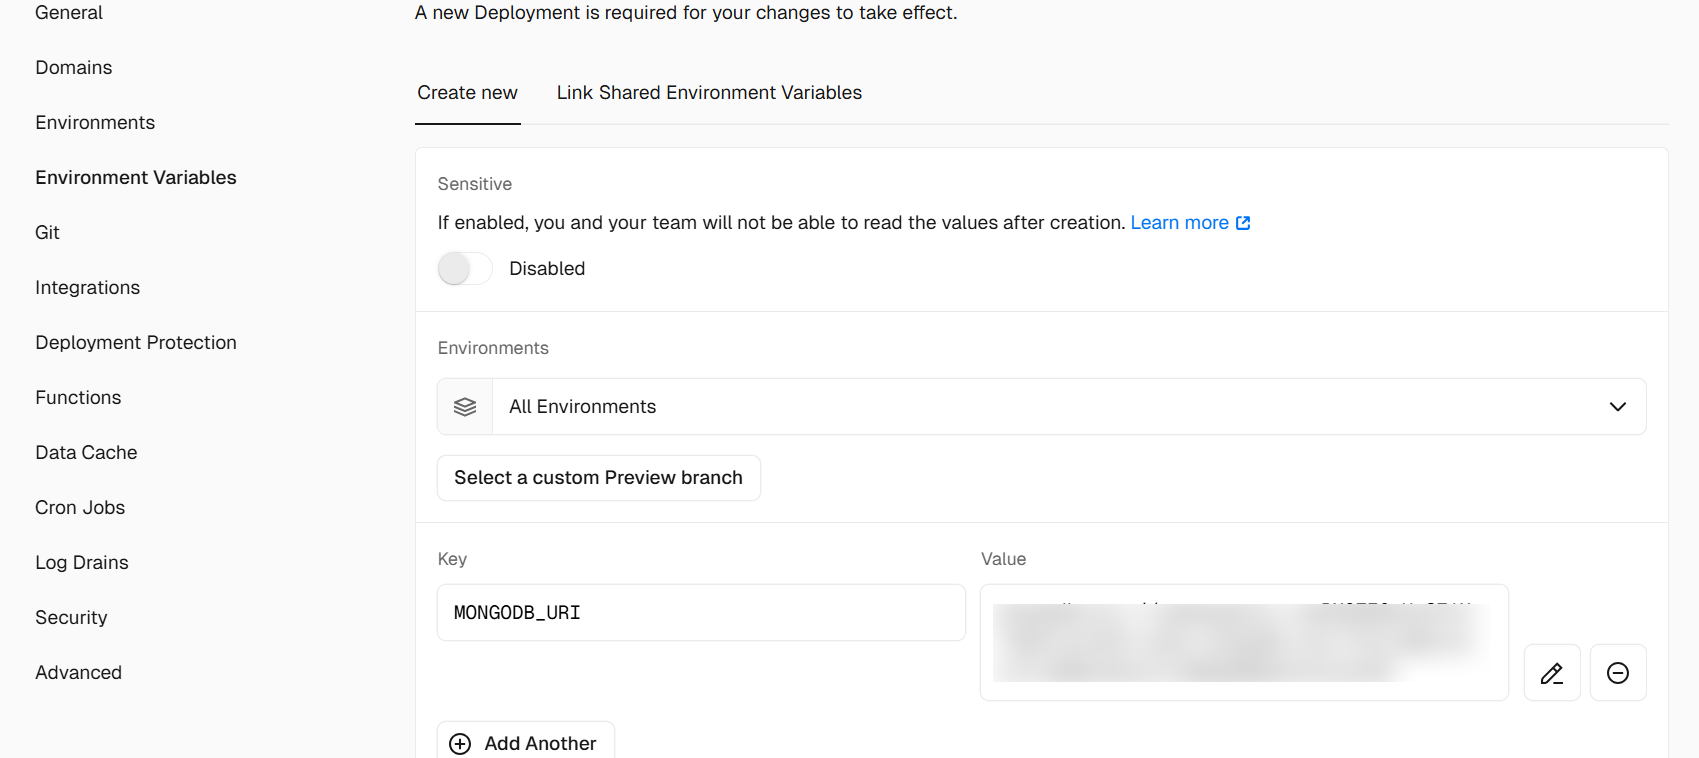 General
Domains
Environments
Environment Variables
Git
Integrations
Deployment Protection
Functions
Data Cache
Cron Jobs
Log Drains
Security
Advanced
A new Deployment is required for your changes to take effect.
Create new
Link Shared Environment Variables
Sensitive
If enabled, you and your team will not be able to read the values after creation. Learn more
Disabled
Environments
All Environments
Select a custom Preview branch
Key
Value
MONGODB_URI
Add Another